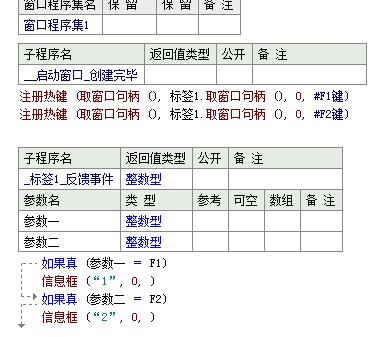 窗口程序集名 保 留 保 留 备 注
窗口程序集1
子程序名 返回值类型 公开 备 注
__启动窗口_创建完毕
注册热键 (取窗口句柄 (), 标签1.取窗口句柄 (), 0, #F1键)
注册热键 (取窗口句柄 (), 标签1.取窗口句柄 (), 0, #F2键)
子程序名 返回值类型 公开 备 注
_标签1_反馈事件 整数型
参数名 类 型 参考 可空 数组 备 注
参数一 整数型
参数二 整数型
如果真 (参数一 = F1)
信息框 (“1”, 0, )
如果真 (参数二 = F2)
信息框 (“2”, 0, )